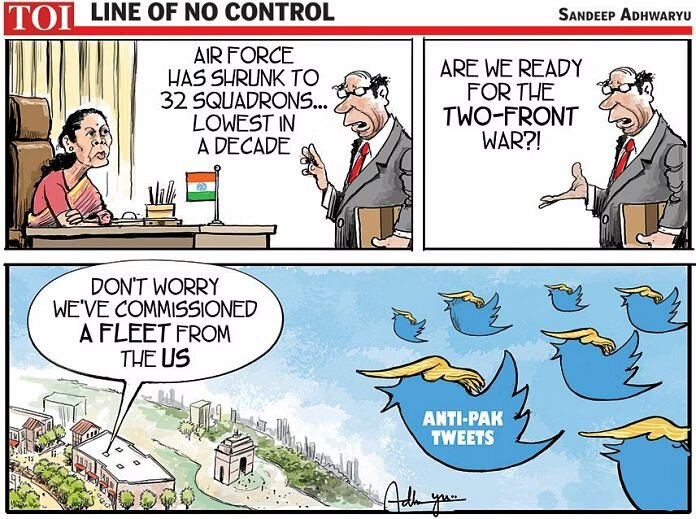 TOI LINE OF NO CONTROL
SANDEEP ADHWARYU
AIR FORCE
HAS SHRUNK TO
32 SQUADRONS...
LOWEST IN
A DECADE
ARE WE READY
FOR THE
TWO-FRONT
WAR?!
DON'T WORRY
WE'VE COMMISSIONED
A FLEET FROM
THE US
ANTI-PAK
TWEETS